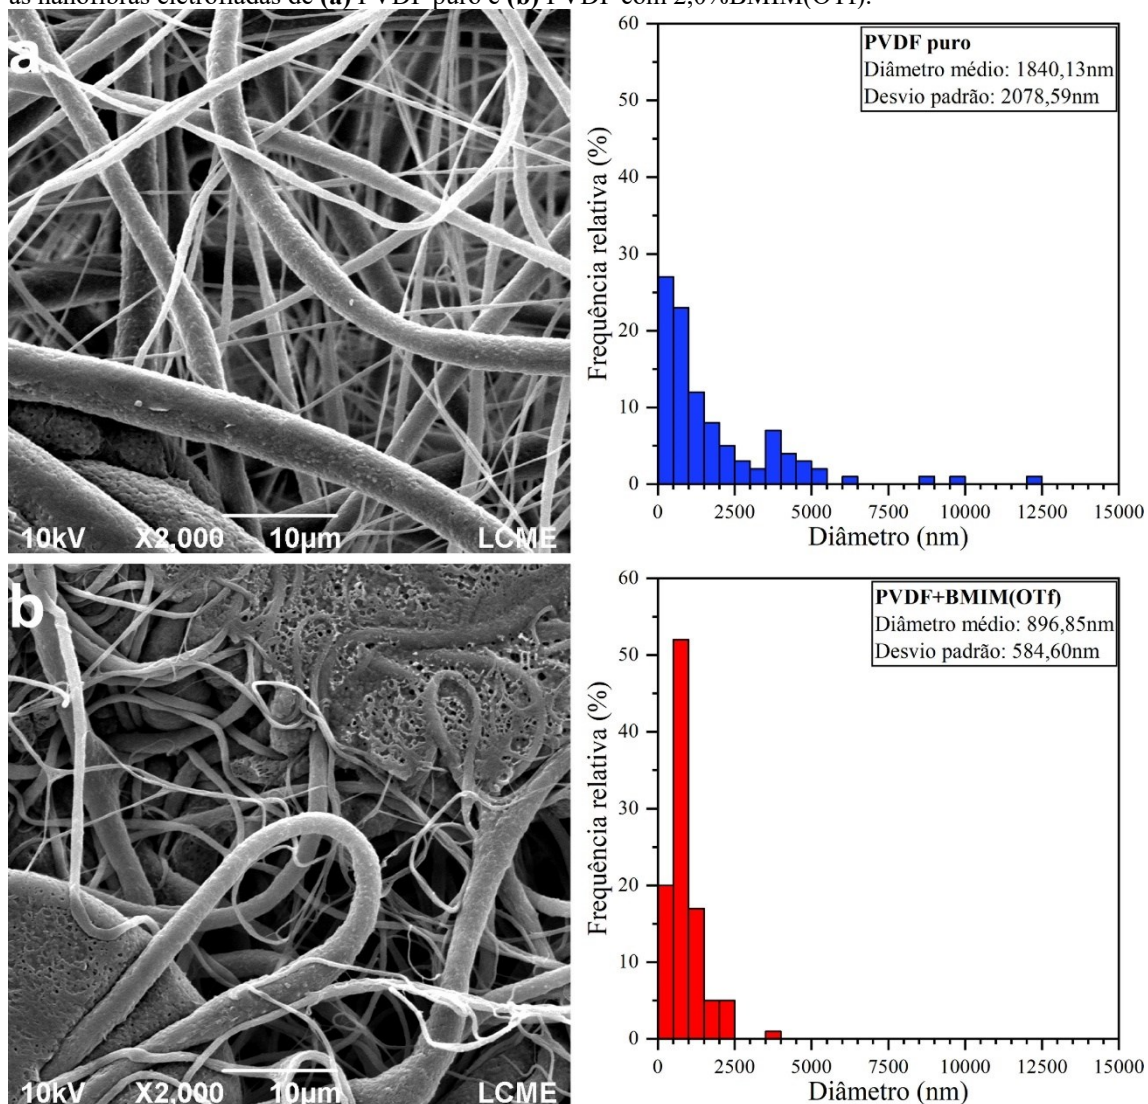 as nanofibras eletrofiadas de (a) PVDF puro e (b) PVDF com 2,0%BMIM(OTf).
a
10kV X2,000 10µm LCME
PVDF puro
Diâmetro médio: 1840,13nm
Desvio padrão: 2078,59nm
Frequência relativa (%)
60
50
40
30
20
10
0
0 2500 5000 7500 10000 12500 15000
Diâmetro (nm)
b
10kV X2,000 10µm LCME
PVDF+BMIM(OTf)
Diâmetro médio: 896,85nm
Desvio padrão: 584,60nm
Frequência relativa (%)
60
50
40
30
20
10
0
0 2500 5000 7500 10000 12500 15000
Diâmetro (nm)